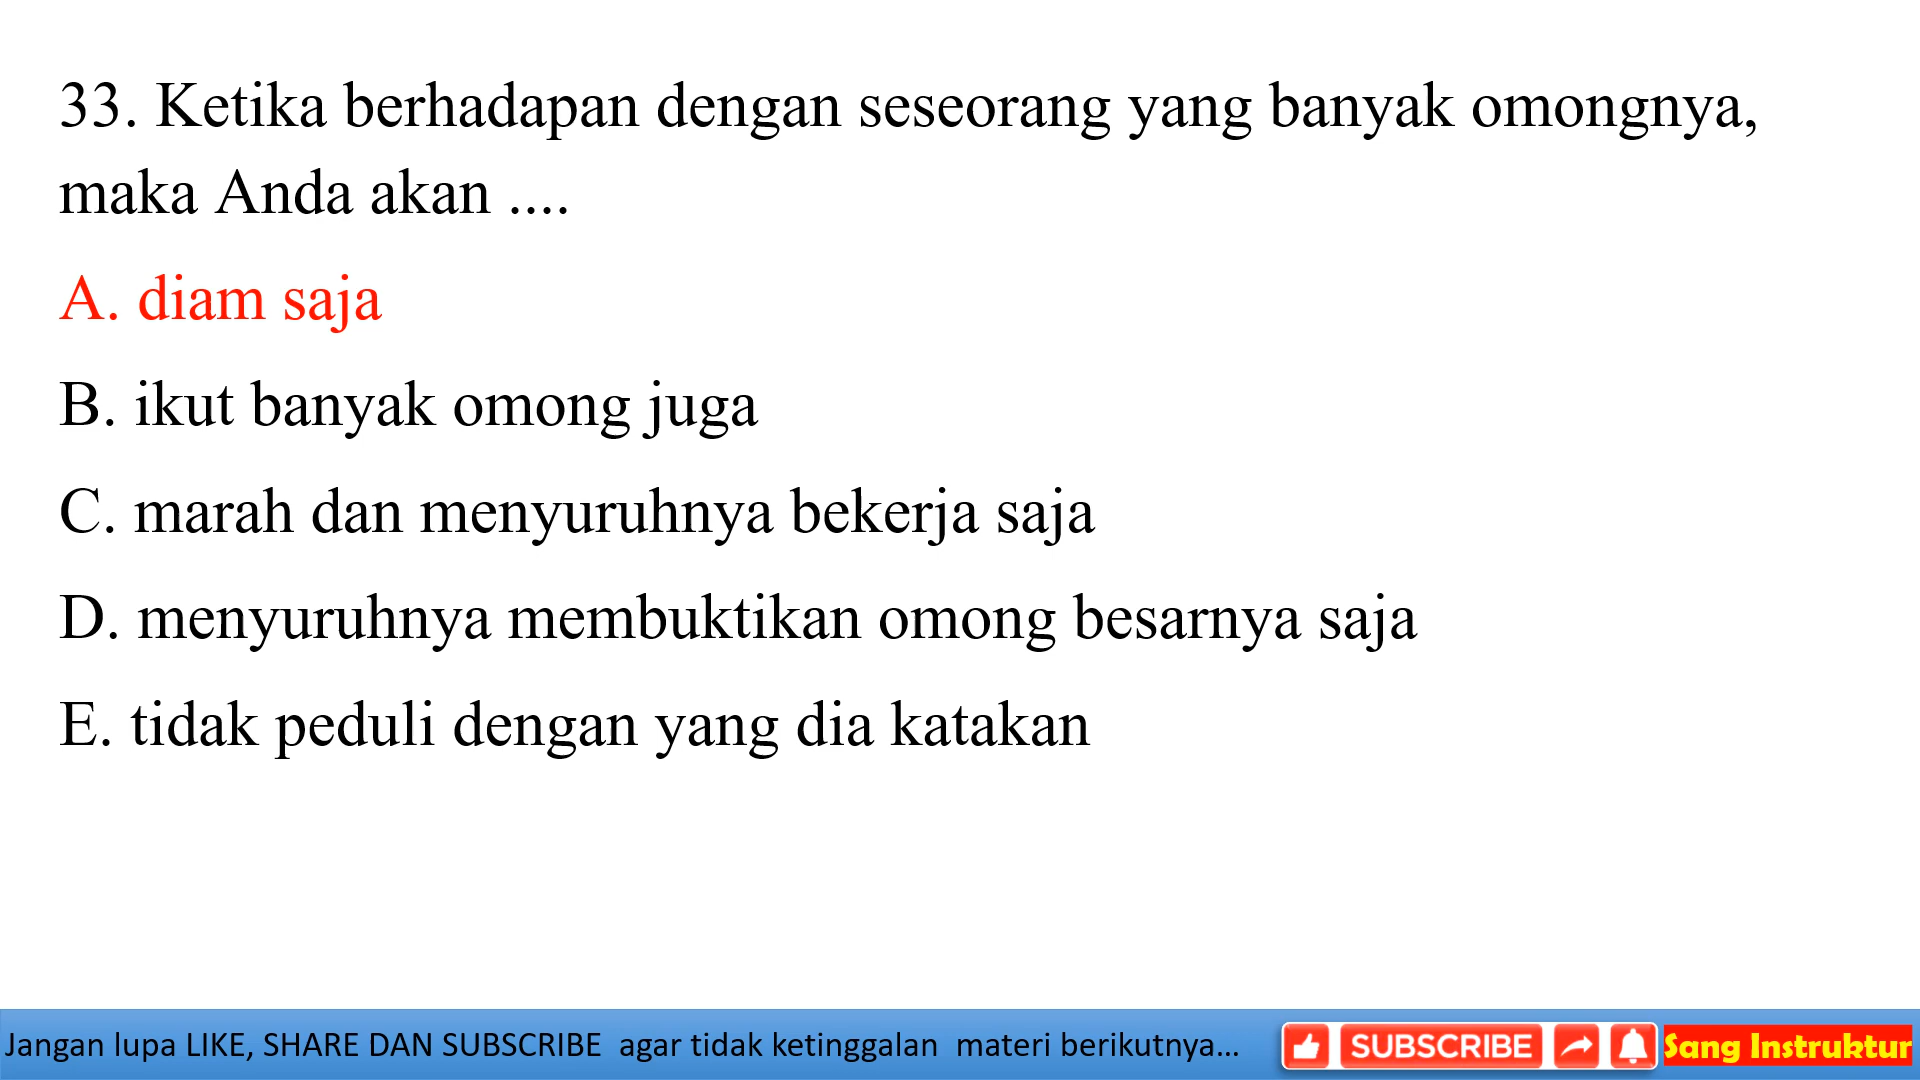 33. Ketika berhadapan dengan seseorang yang banyak omongnya,
maka Anda akan ....
A. diam saja
B. ikut banyak omong juga
C. marah dan menyuruhnya bekerja saja
D. menyuruhnya membuktikan omong besarnya saja
E. tidak peduli dengan yang dia katakan
Jangan lupa LIKE, SHARE DAN SUBSCRIBE agar tidak ketinggalan materi berikutnya... SUBSCRIBE Sang Instruktur